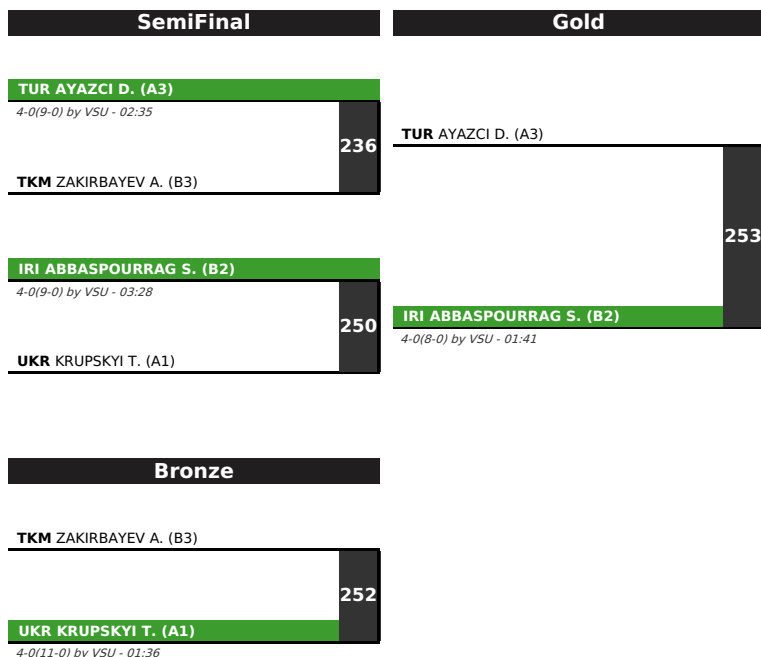 SemiFinal
TUR AYAZCI D. (A3)
4-0(9-0) by VSU - 02:35
236
TKM ZAKIRBAYEV A. (B3)
IRI ABBASPOURRAG S. (B2)
4-0(9-0) by VSU - 03:28
250
UKR KRUPSKYI T. (A1)
Gold
TUR AYAZCI D. (A3)
253
IRI ABBASPOURRAG S. (B2)
4-0(8-0) by VSU - 01:41
Bronze
TKM ZAKIRBAYEV A. (B3)
252
UKR KRUPSKYI T. (A1)
4-0(11-0) by VSU - 01:36